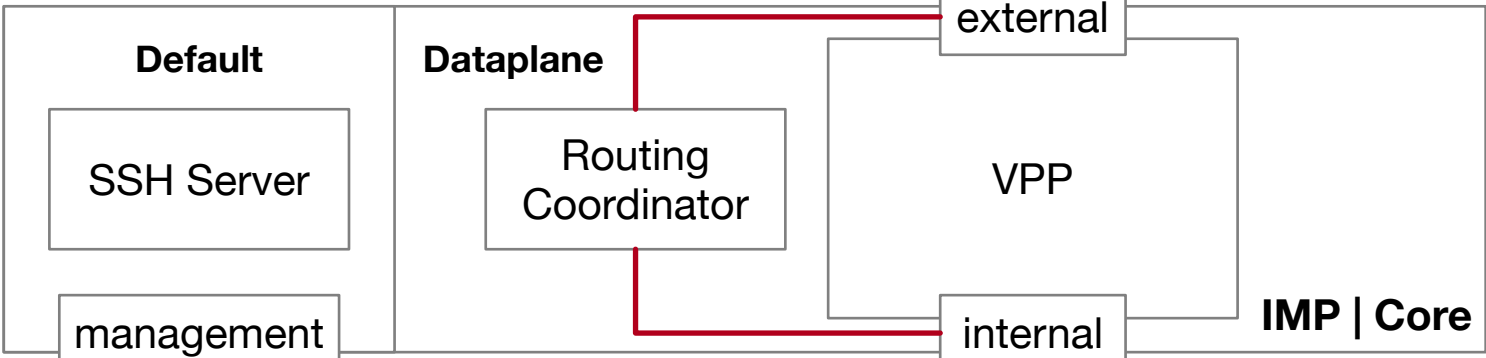 external
Default
Dataplane
SSH Server
Routing
Coordinator
VPP
management
internal
IMP | Core